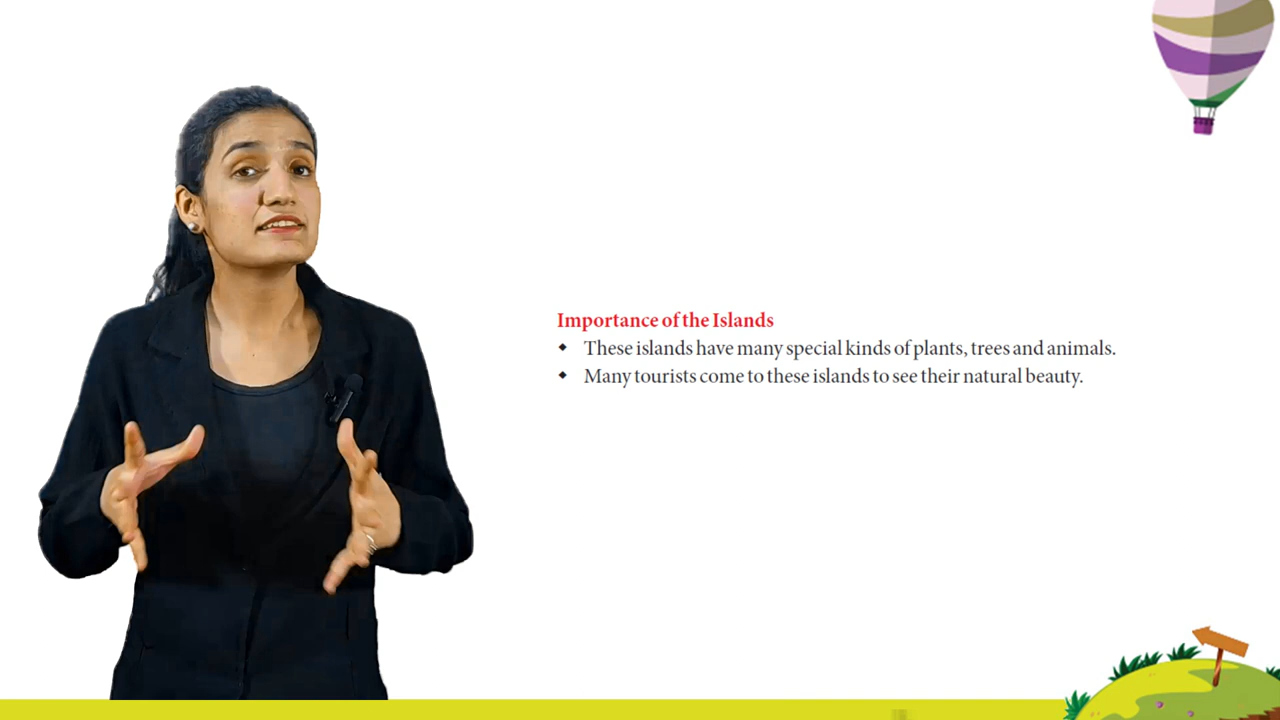 Importance of the Islands
◆ These islands have many special kinds of plants, trees and animals.
◆ Many tourists come to these islands to see their natural beauty.